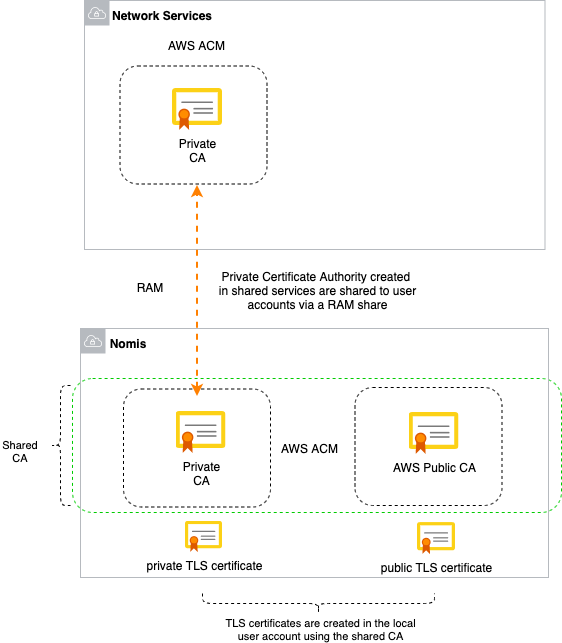 Network Services
AWS ACM
Private
CA
RAM
Private Certificate Authority created
in shared services are shared to user
accounts via a RAM share
Nomis
Shared
CA
Private
CA
AWS ACM
AWS Public CA
private TLS certificate
public TLS certificate
TLS certificates are created in the local
user account using the shared CA